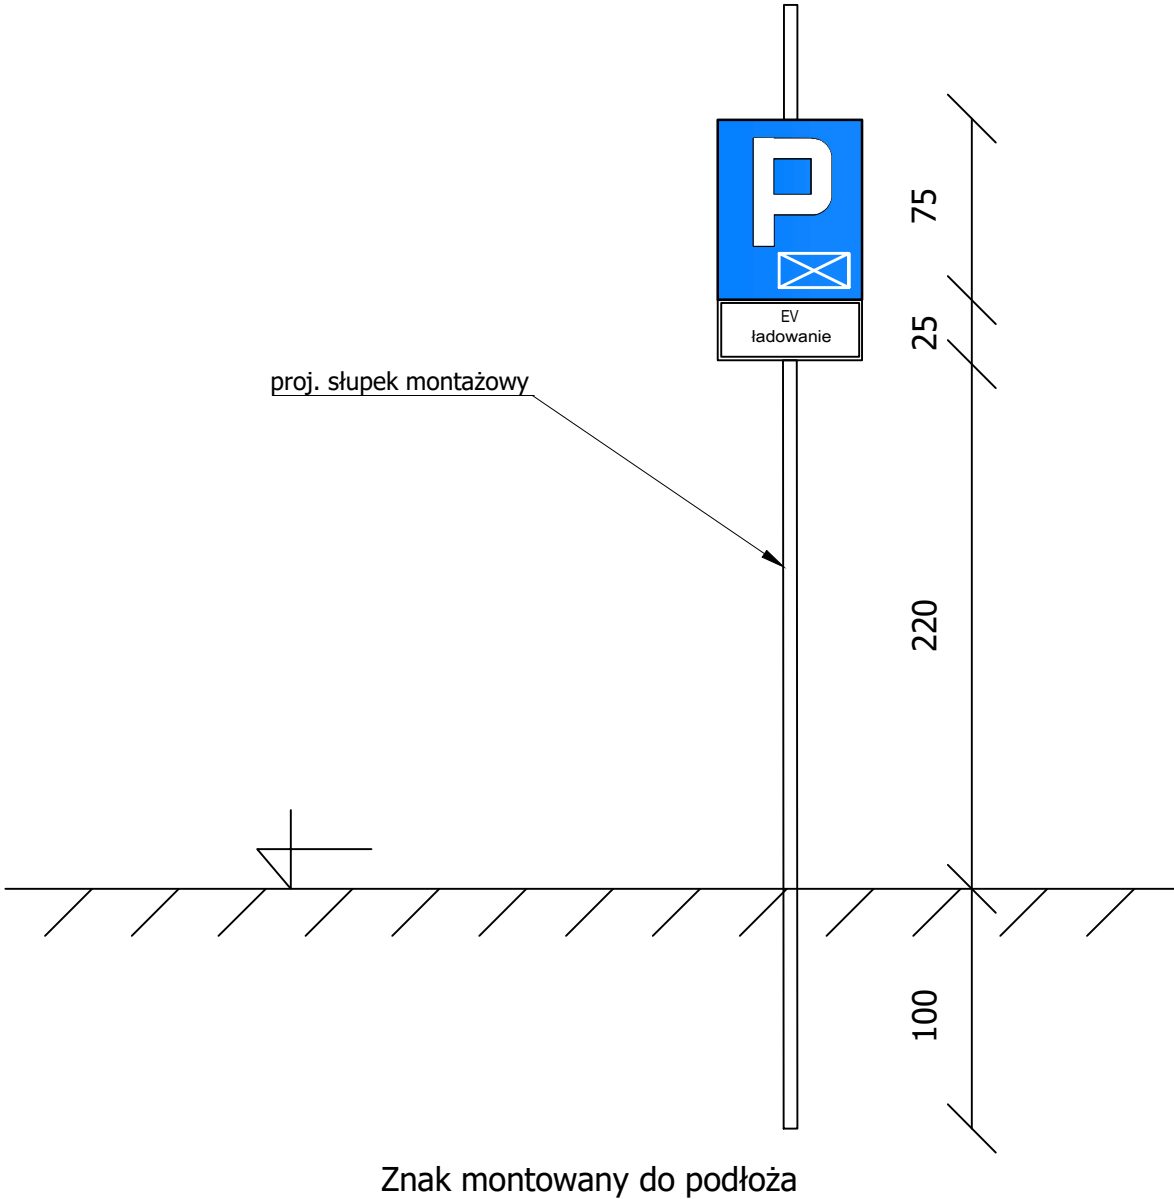 P
75
EV
ładowanie
25
proj. słupek montażowy
220
100
Znak montowany do podłoża